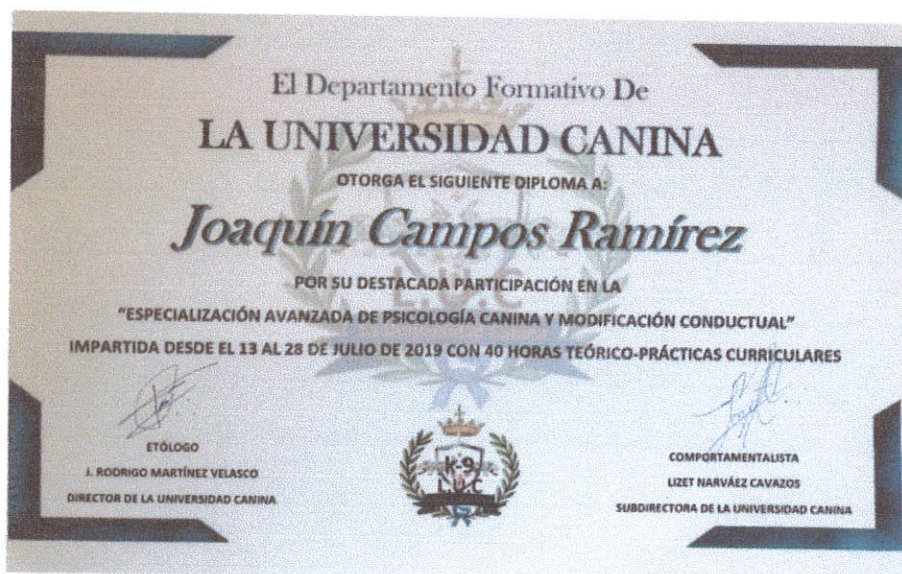 El Departamento Formativo De
LA UNIVERSIDAD CANINA
OTORGA EL SIGUIENTE DIPLOMA A:
Joaquín Campos Ramírez
POR SU DESTACADA PARTICIPACIÓN EN LA
"ESPECIALIZACIÓN AVANZADA DE PSICOLOGÍA CANINA Y MODIFICACIÓN CONDUCTUAL"
IMPARTIDA DESDE EL 13 AL 28 DE JULIO DE 2019 CON 40 HORAS TEÓRICO-PRÁCTICAS CURRICULARES
ETÓLOGO
J. RODRIGO MARTÍNEZ VELASCO
DIRECTOR DE LA UNIVERSIDAD CANINA
K-9
L.U.C
COMPORTAMENTALISTA
LIZET NARVÁEZ CAVAZOS
SUBDIRECTORA DE LA UNIVERSIDAD CANINA
L.U.C